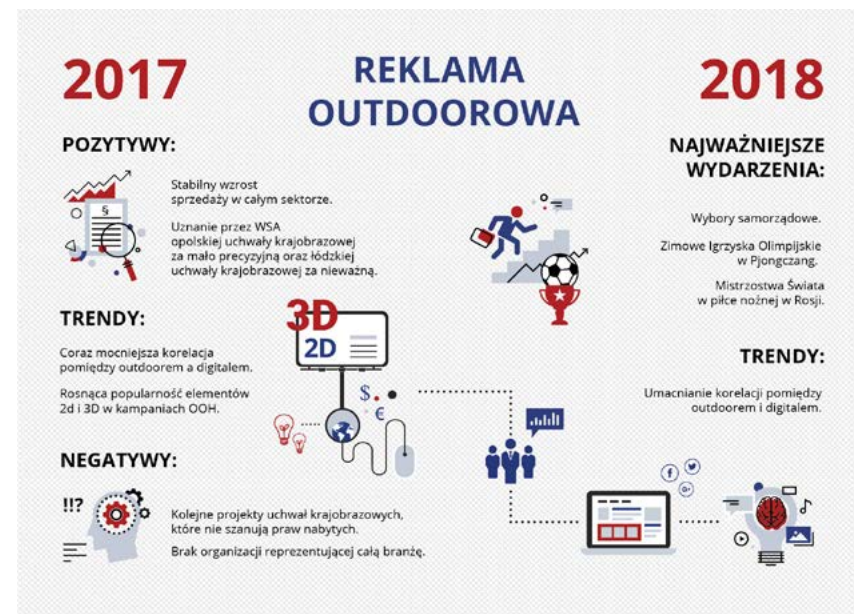 2017
REKLAMA
OUTDOOROWA
2018
POZYTYWY:
Stabilny wzrost
sprzedaży w całym sektorze.
Uznanie przez WSA
opolskiej uchwały krajobrazowej
za mało precyzyjną oraz łódzkiej
uchwały krajobrazowej za nieważną.
TRENDY:
Coraz mocniejsza korelacja
pomiędzy outdoorem a digitalem.
Rosnąca popularność elementów
2d i 3D w kampaniach OOH.
3D
2D
$
€
NEGATYWY:
!!!?
Kolejne projekty uchwał krajobrazowych,
które nie szanują praw nabytych.
Brak organizacji reprezentującej całą branżę.
NAJWAŻNIEJSZE
WYDARZENIA:
Wybory samorządowe.
Zimowe Igrzyska Olimpijskie
w Pjongczang.
Mistrzostwa Świata
w piłce nożnej w Rosji.
TRENDY:
Umacnianie korelacji pomiędzy
outdoorem i digitalem.